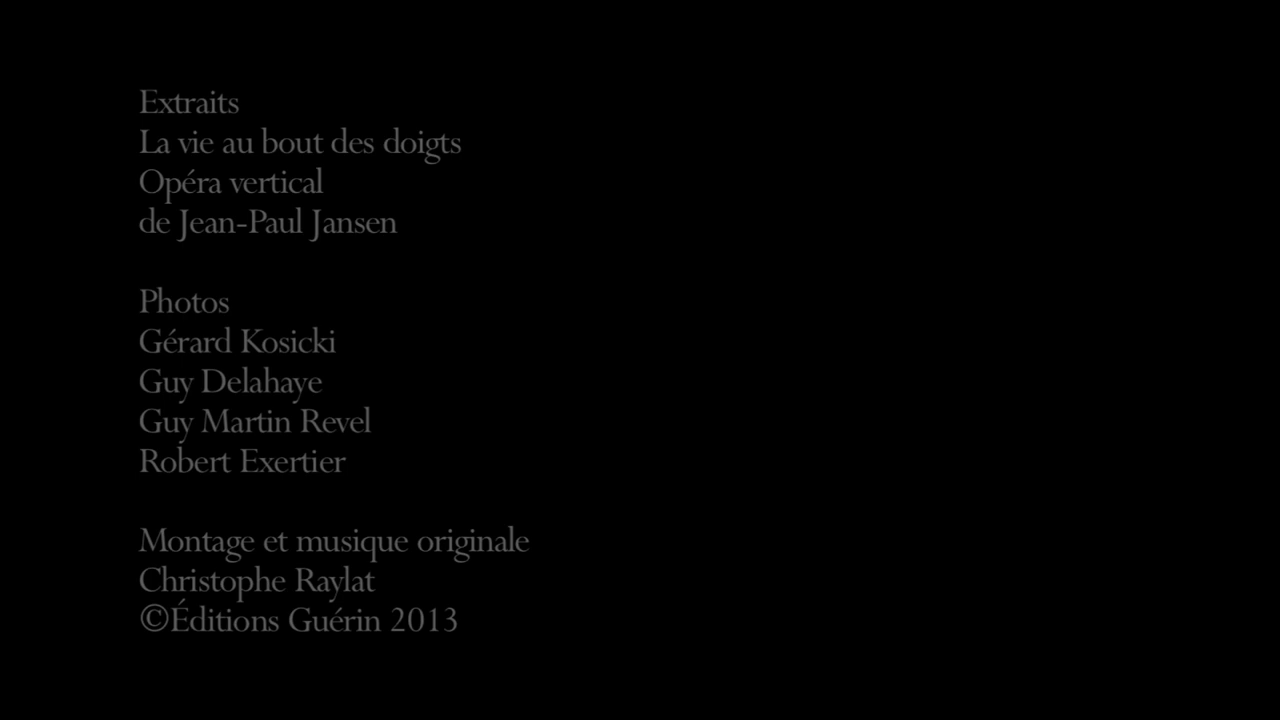 Extraits
La vie au bout des doigts
Opéra vertical
de Jean-Paul Jansen
Photos
Gérard Kosicki
Guy Delahaye
Guy Martin Revel
Robert Exertier
Montage et musique originale
Christophe Raylat
©Éditions Guérin 2013